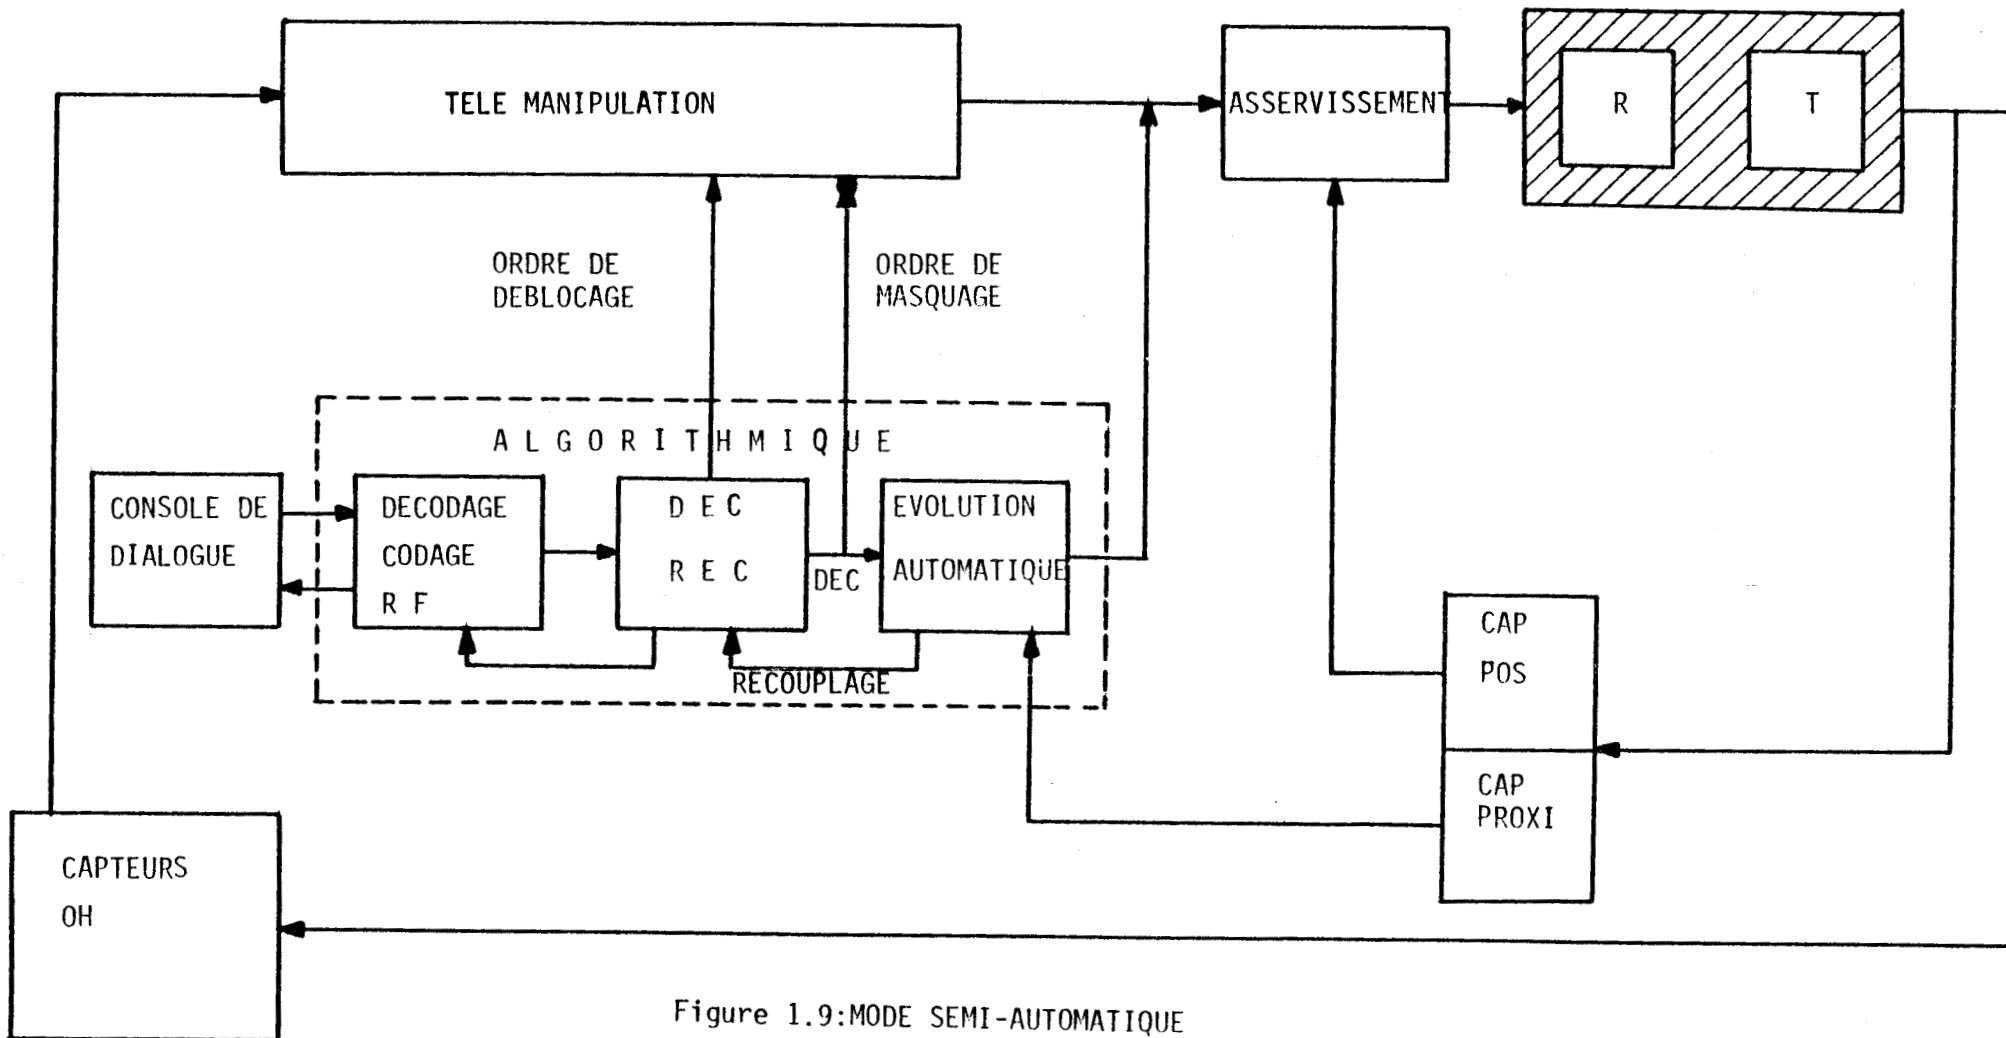 TELE MANIPULATION
ASSERVISSEMENT
R
T
ORDRE DE
DEBLOCAGE
ORDRE DE
MASQUAGE
ALGORITHMIQUE
CONSOLE DE
DIALOGUE
DECODAGE
CODAGE
R F
D E C
R E C
DEC
EVOLUTION
AUTOMATIQUE
RECOUPLAGE
CAP
POS
CAP
PROXI
CAPTEURS
OH
Figure 1.9:MODE SEMI-AUTOMATIQUE